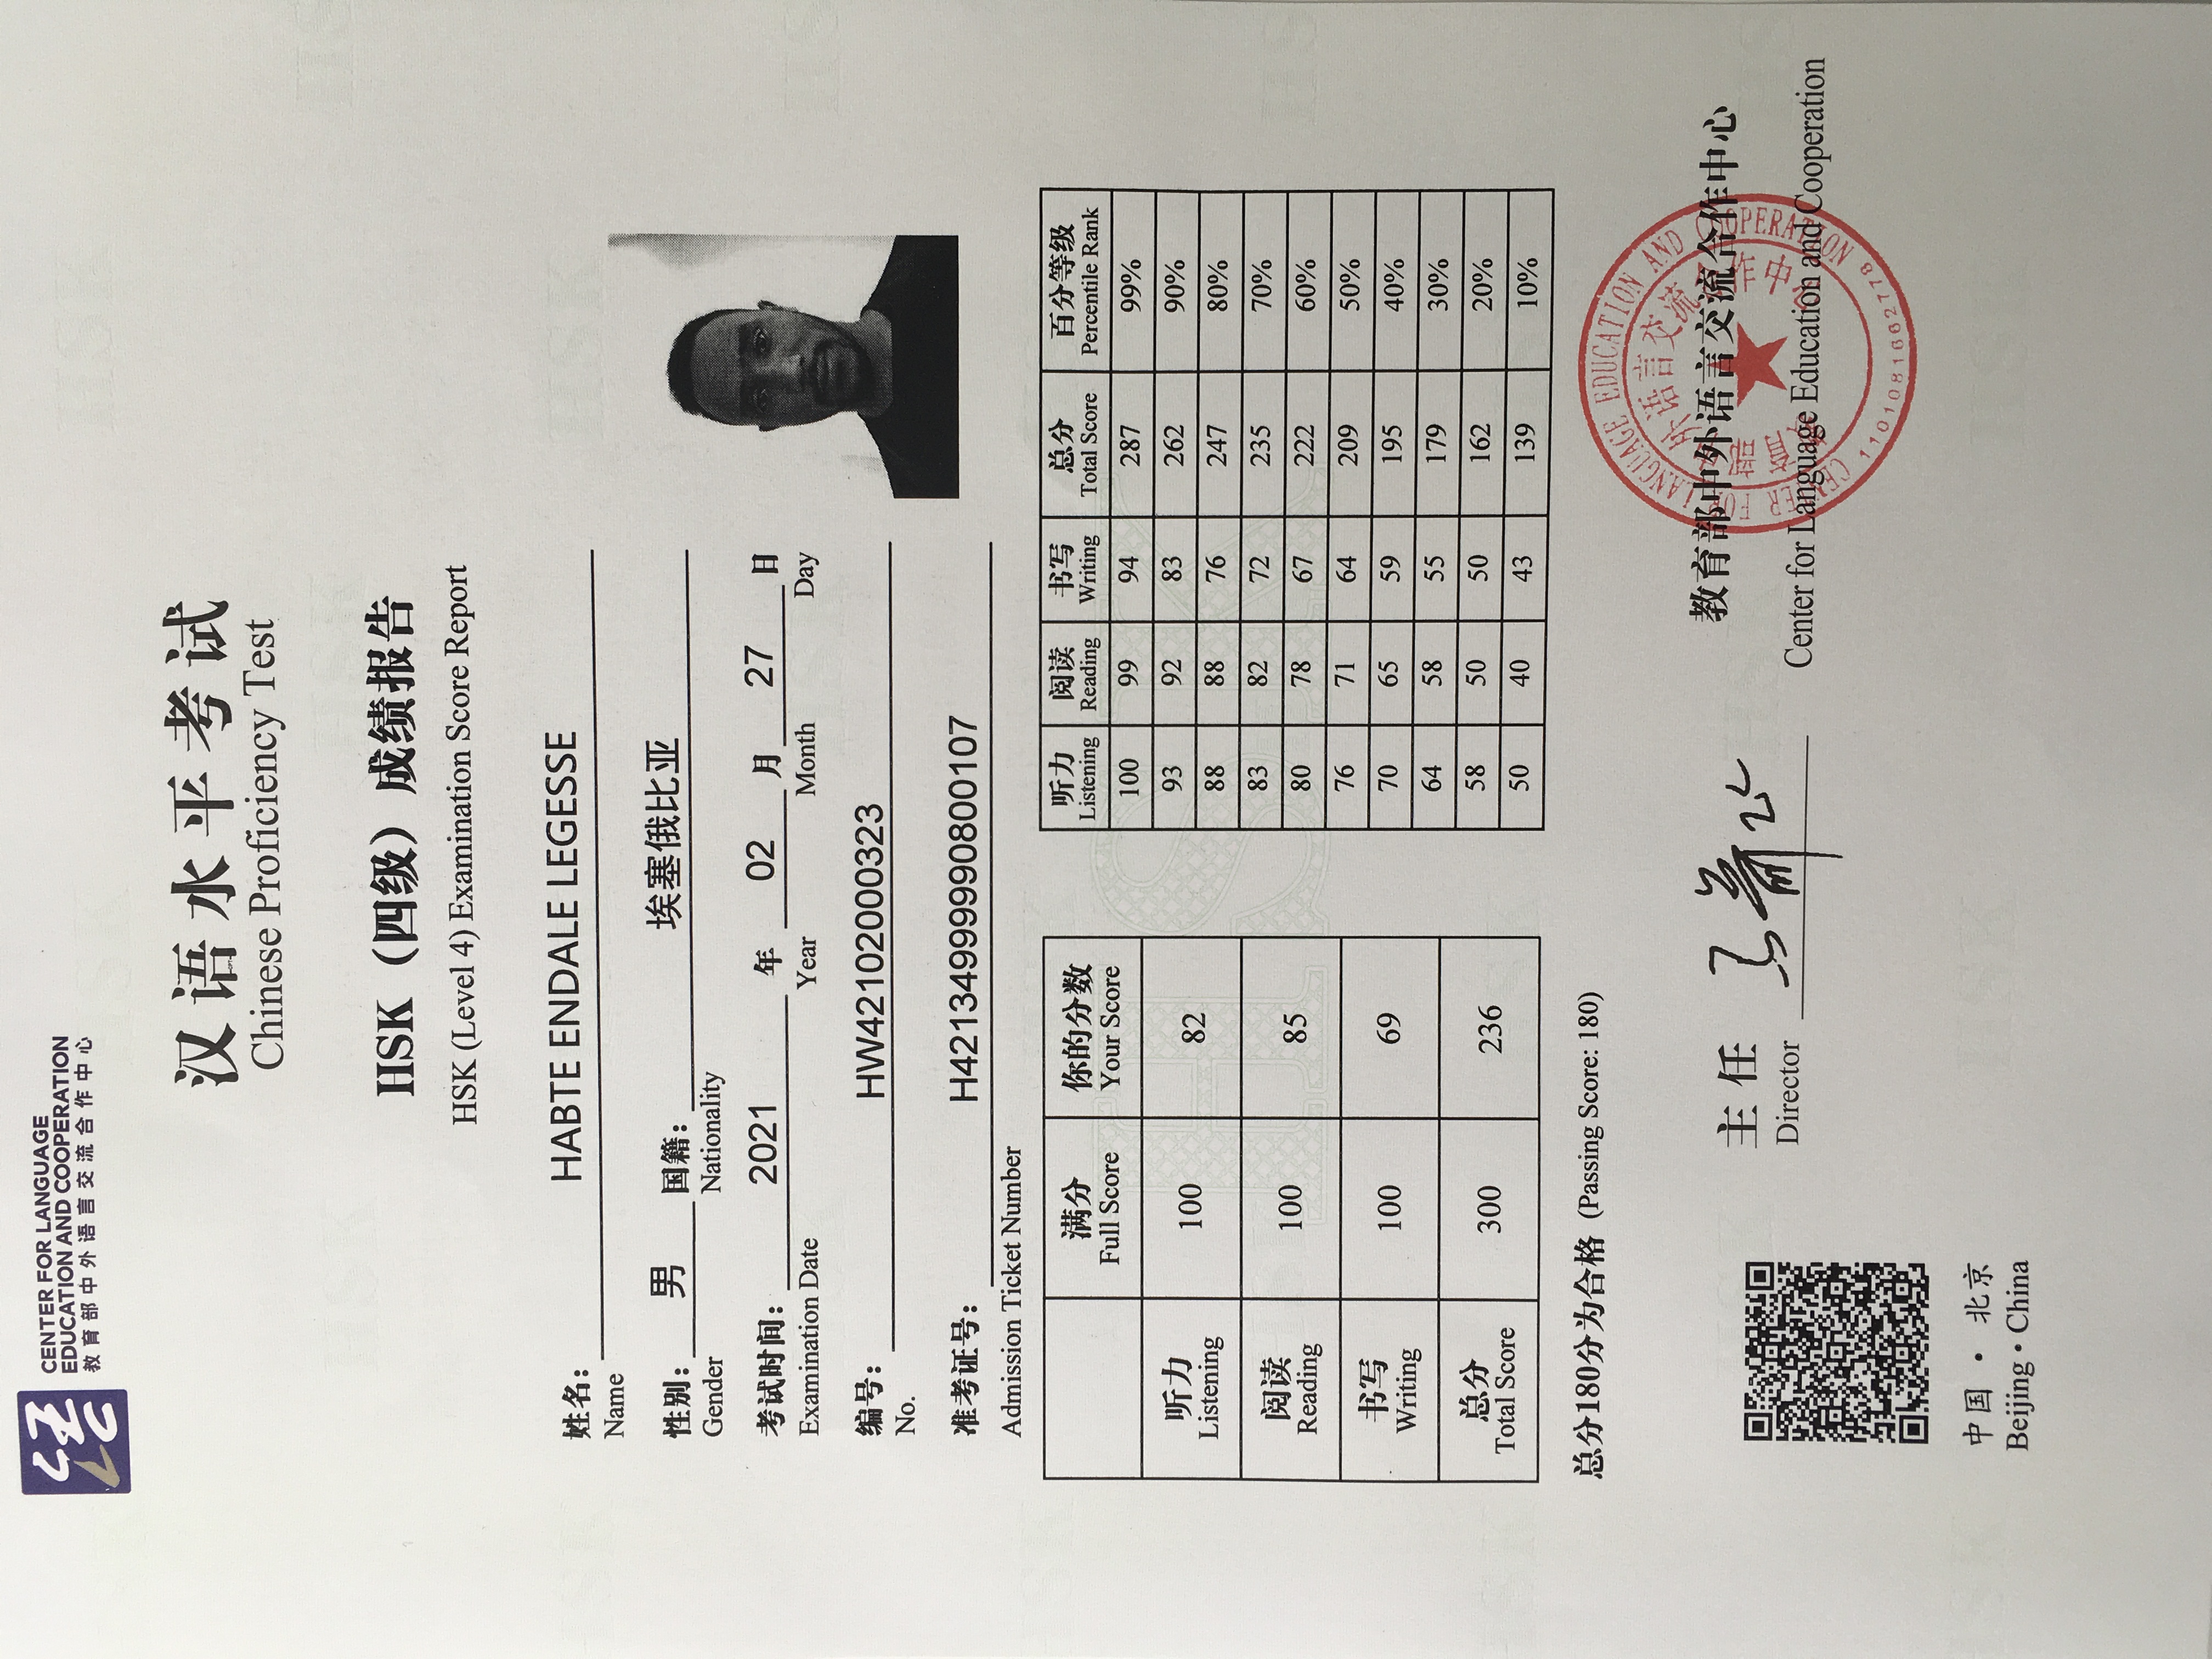 CENTER FOR LANGUAGE
EDUCATION AND COOPERATION
教育部中外语言交流合作中心
汉语水平考试
Chinese Proficiency Test
HSK（四级）成绩报告
HSK (Level 4) Examination Score Report
姓名： HABTE ENDALE LEGESSE
Name
性别： 男 国籍： 埃塞俄比亚
Gender Nationality
考试时间： 2021 年 02 月 27 日
Examination Date Year Month Day
编号： HW42102000323
No.
准考证号： H42134999990800107
Admission Ticket Number
满分 你的分数
Full Score Your Score
听力
Listening 100 82
阅读
Reading 100 85
书写
Writing 100 69
总分
Total Score 300 236
听力 阅读 书写 总分 百分等级
Listening Reading Writing Total Score Percentile Rank
100 99 94 287 99%
93 92 83 262 90%
88 88 76 247 80%
83 82 72 235 70%
80 78 67 222 60%
76 71 64 209 50%
70 65 59 195 40%
64 58 55 179 30%
58 50 50 162 20%
50 40 43 139 10%
总分180分为合格 (Passing Score: 180)
主任
Director
教育部中外语言交流合作中心
Center for Language Education and Cooperation
CENTER FOR LANGUAGE EDUCATION AND COOPERATION
教育部中外语言交流合作中心
1101081662778
中国 · 北京
Beijing · China